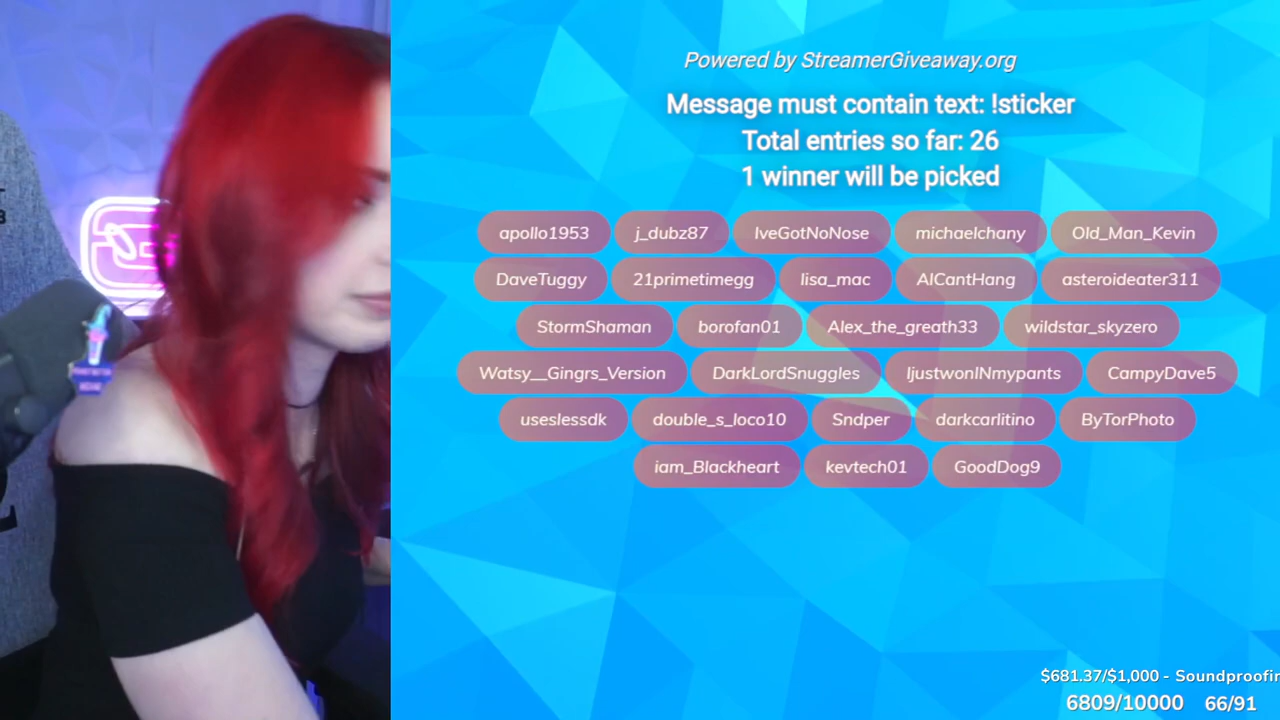 Powered by StreamerGiveaway.org
Message must contain text: !sticker
Total entries so far: 26
1 winner will be picked
apollo1953 j_dubz87 IveGotNoNose michaelchany Old_Man_Kevin
DaveTuggy 21primetimegg lisa_mac AlCantHang asteroideater311
StormShaman borofan01 Alex_the_greath33 wildstar_skyzero
Watsy__Gingrs_Version DarkLordSnuggles IjustwonINmypants CampyDave5
useslessdk double_s_loco10 Sndper darkcarlitino ByTorPhoto
iam_Blackheart kevtech01 GoodDog9
$681.37/$1,000 - Soundproofin
6809/10000 66/91